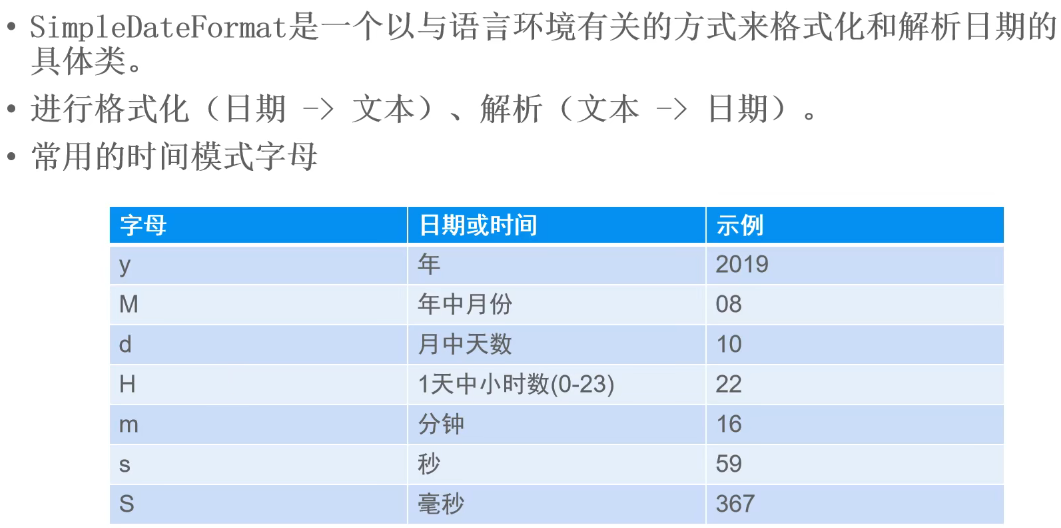 • SimpleDateFormat是一个以与语言环境有关的方式来格式化和解析日期的
具体类。
• 进行格式化（日期 -> 文本）、解析（文本 -> 日期）。
• 常用的时间模式字母
字母 日期或时间 示例
y 年 2019
M 年中月份 08
d 月中天数 10
H 1天中小时数(0-23) 22
m 分钟 16
s 秒 59
S 毫秒 367